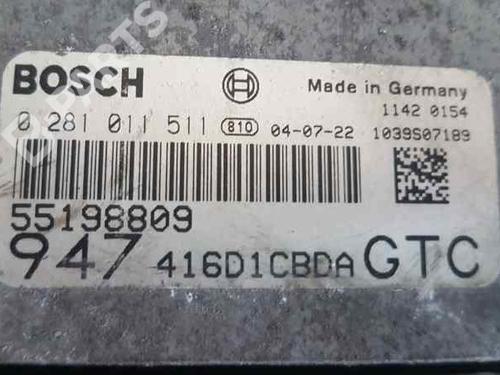 BOSCH
Made in Germany
1142 0154
0 281 011 511 810 04-07-22 1039S07189
55198809
947 416D1CBDA GTC